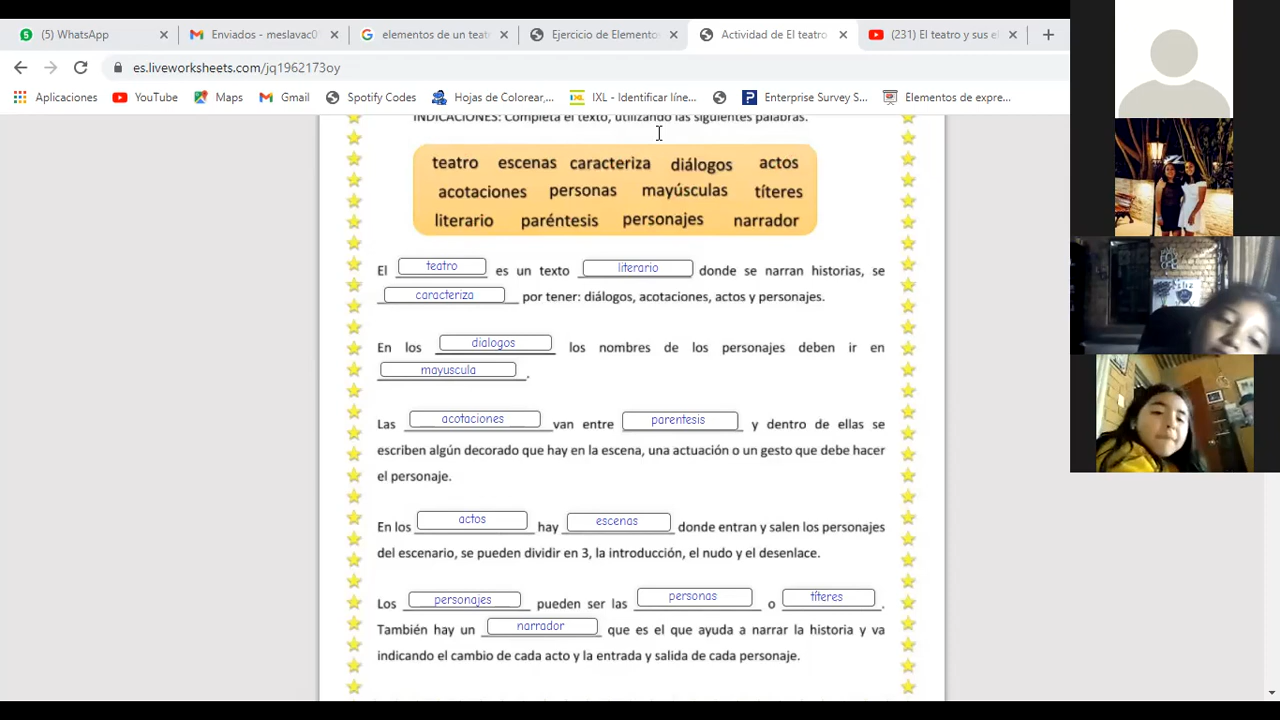 (5) WhatsApp
Enviados - meslavac0
elementos de un teat
Ejercicio de Elemento
Actividad de El teatro
(231) El teatro y sus e
es.liveworksheets.com/jq1962173oy
Aplicaciones YouTube Maps Gmail Spotify Codes Hojas de Colorear,... IXL - Identificar líne... Enterprise Survey S... Elementos de expre...
INDICACIONES: Completa el texto, utilizando las siguientes palabras.
teatro escenas caracteriza diálogos actos
acotaciones personas mayúsculas títeres
literario paréntesis personajes narrador
El teatro es un texto literario donde se narran historias, se
caracteriza por tener: diálogos, acotaciones, actos y personajes.
En los dialogos los nombres de los personajes deben ir en
mayuscula.
Las acotaciones van entre parentesis y dentro de ellas se
escriben algún decorado que hay en la escena, una actuación o un gesto que debe hacer
el personaje.
En los actos hay escenas donde entran y salen los personajes
del escenario, se pueden dividir en 3, la introducción, el nudo y el desenlace.
Los personajes pueden ser las personas o títeres.
También hay un narrador que es el que ayuda a narrar la historia y va
indicando el cambio de cada acto y la entrada y salida de cada personaje.